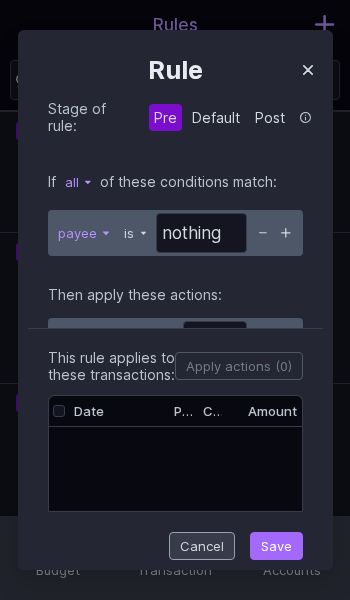 Rules
Rule
Stage of
rule:
Pre
Default
Post
If all of these conditions match:
payee
is
nothing
Then apply these actions:
This rule applies to
these transactions:
Apply actions (0)
Date
P...
C...
Amount
Cancel
Save
Budget
Transaction
Accounts